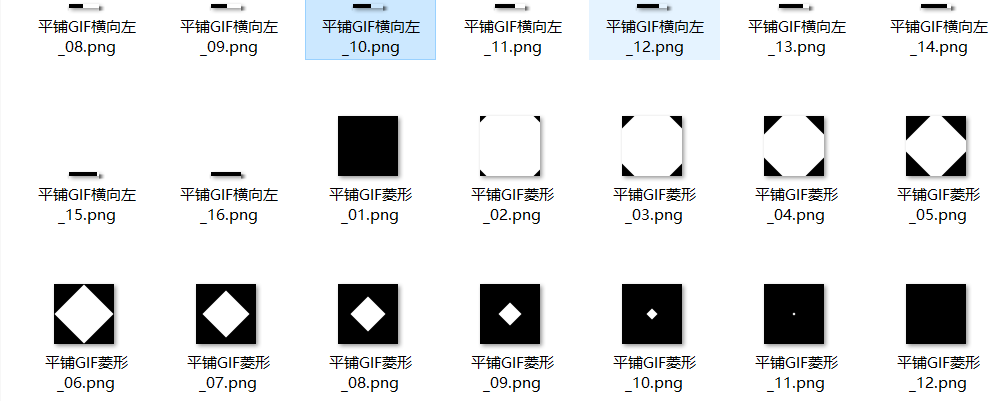 平铺GIF横向左
_08.png
平铺GIF横向左
_09.png
平铺GIF横向左
_10.png
平铺GIF横向左
_11.png
平铺GIF横向左
_12.png
平铺GIF横向左
_13.png
平铺GIF横向左
_14.png
平铺GIF横向左
_15.png
平铺GIF横向左
_16.png
平铺GIF菱形
_01.png
平铺GIF菱形
_02.png
平铺GIF菱形
_03.png
平铺GIF菱形
_04.png
平铺GIF菱形
_05.png
平铺GIF菱形
_06.png
平铺GIF菱形
_07.png
平铺GIF菱形
_08.png
平铺GIF菱形
_09.png
平铺GIF菱形
_10.png
平铺GIF菱形
_11.png
平铺GIF菱形
_12.png